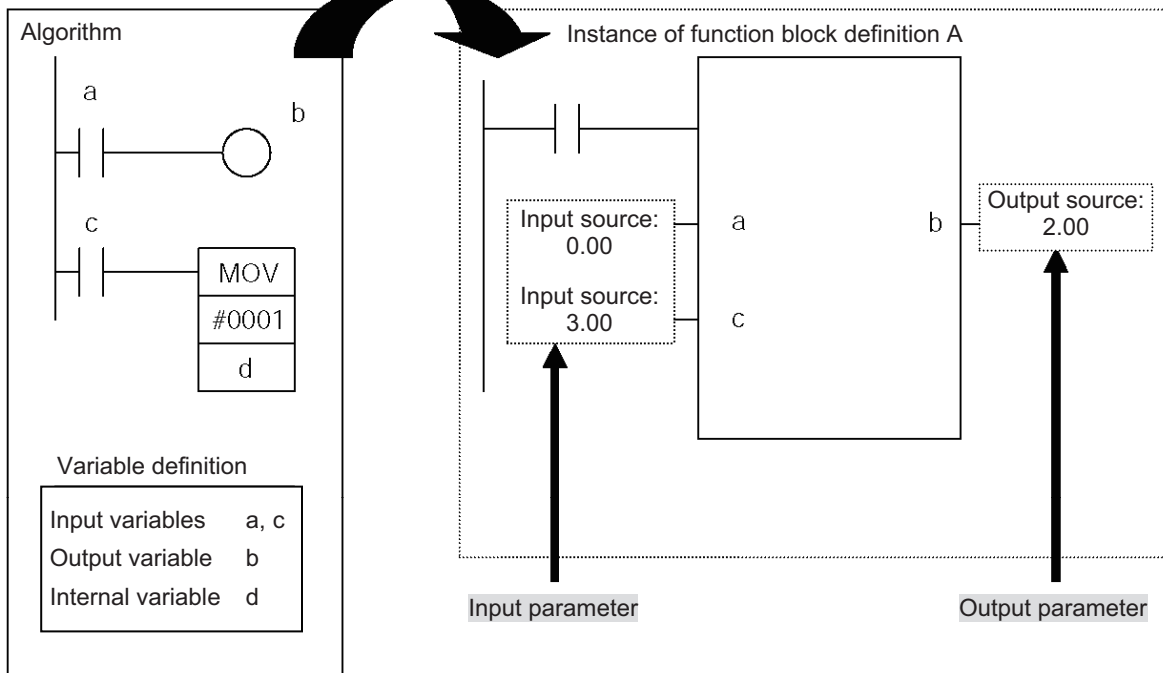 Algorithm
a
b
c
MOV
#0001
d
Variable definition
Input variables a, c
Output variable b
Internal variable d
Instance of function block definition A
Input source:
0.00
a
Input source:
3.00
c
b
Output source:
2.00
Input parameter
Output parameter